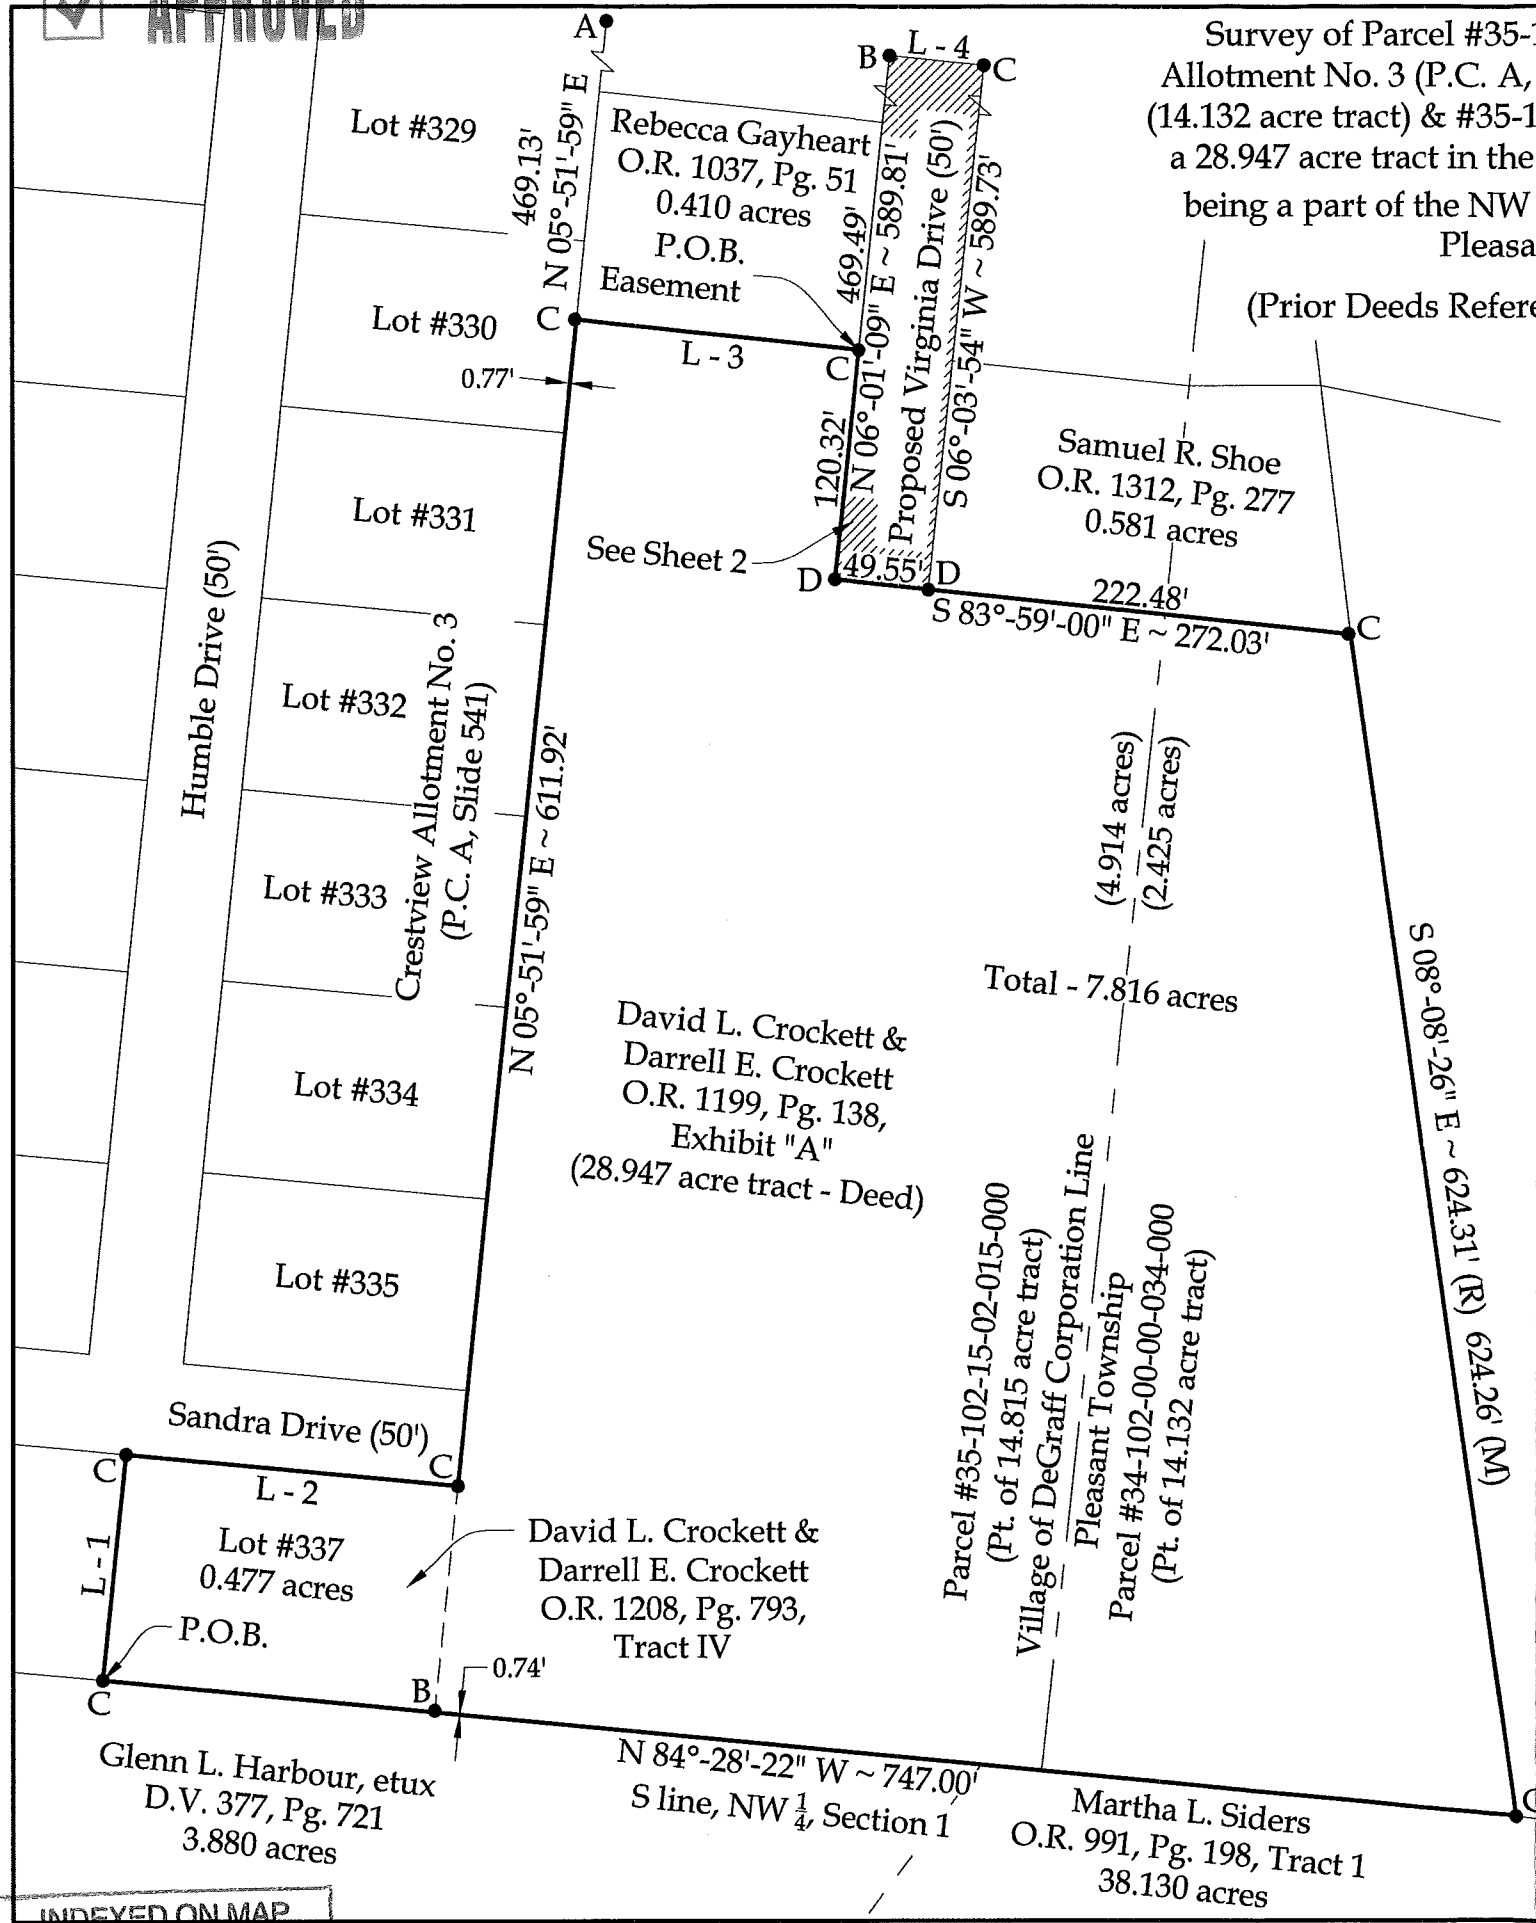 APPROVED
Survey of Parcel #35-1
Allotment No. 3 (P.C. A,
(14.132 acre tract) & #35-1
a 28.947 acre tract in the
being a part of the NW
Pleasa
(Prior Deeds Refere
A
B
L - 4
C
Lot #329
469.13'
N 05°-51'-59" E
Rebecca Gayheart
O.R. 1037, Pg. 51
0.410 acres
P.O.B.
Easement
469.49'
N 06°-01'-09" E ~ 589.81'
Proposed Virginia Drive (50')
S 06°-03'-54" W ~ 589.73'
Lot #330
C
L - 3
C
0.77'
120.32'
Samuel R. Shoe
O.R. 1312, Pg. 277
0.581 acres
Lot #331
See Sheet 2
D
49.55'
D
222.48'
S 83°-59'-00" E ~ 272.03'
C
Humble Drive (50')
Lot #332
Crestview Allotment No. 3
(P.C. A, Slide 541)
N 05°-51'-59" E ~ 611.92'
(4.914 acres)
(2.425 acres)
Lot #333
Total - 7.816 acres
S 08°-08'-26" E ~ 624.31' (R) 624.26' (M)
David L. Crockett &
Darrell E. Crockett
O.R. 1199, Pg. 138,
Exhibit "A"
(28.947 acre tract - Deed)
Lot #334
Lot #335
Parcel #35-102-15-02-015-000
(Pt. of 14.815 acre tract)
Village of DeGraff Corporation Line
Pleasant Township
Parcel #34-102-00-00-034-000
(Pt. of 14.132 acre tract)
Sandra Drive (50')
C
C
L - 2
L - 1
Lot #337
0.477 acres
P.O.B.
David L. Crockett &
Darrell E. Crockett
O.R. 1208, Pg. 793,
Tract IV
0.74'
C
B
Glenn L. Harbour, etux
D.V. 377, Pg. 721
3.880 acres
N 84°-28'-22" W ~ 747.00'
S line, NW 1/4, Section 1
Martha L. Siders
O.R. 991, Pg. 198, Tract 1
38.130 acres
C
INDEXED ON MAP